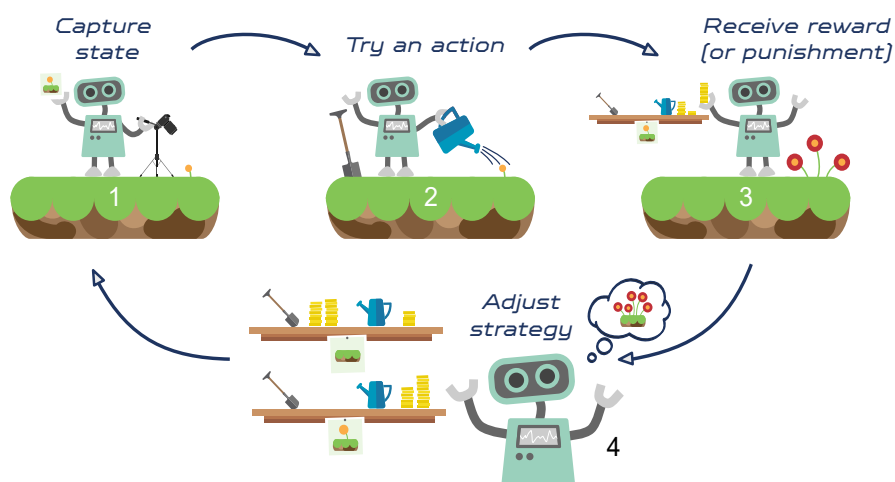 Capture
state
Try an action
Receive reward
(or punishment)
1
2
3
Adjust
strategy
4